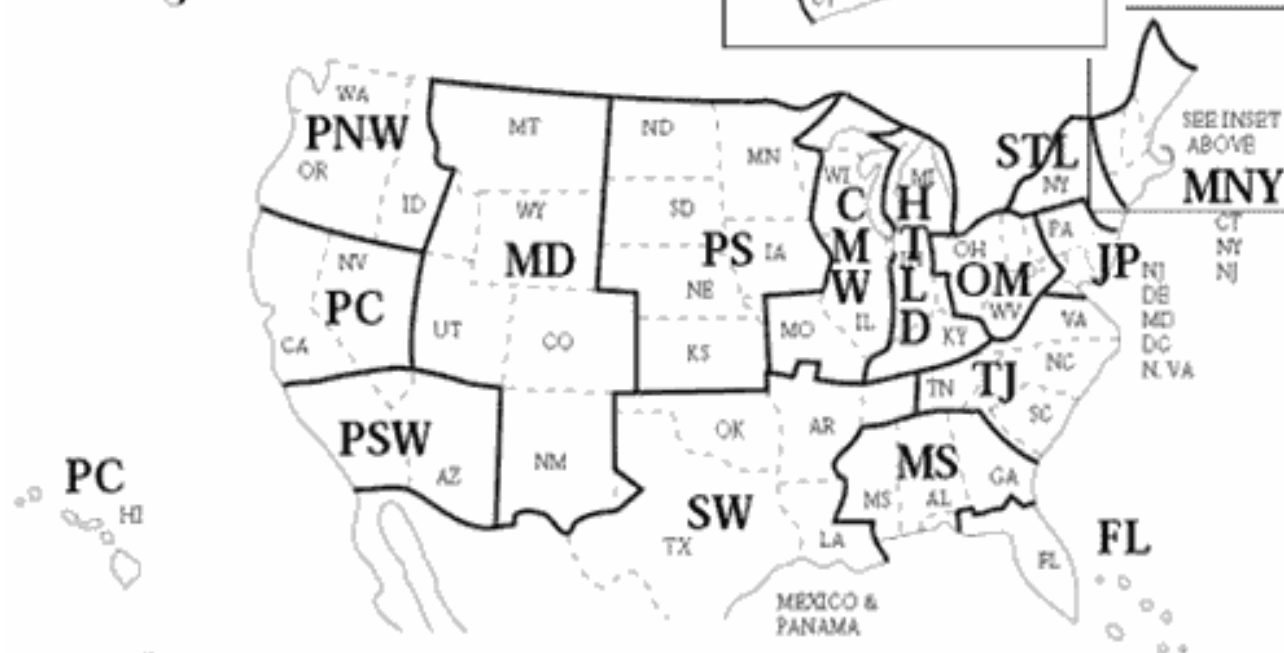 WA
PNW
OR
ID
MT
WY
MD
UT
CO
NM
ND
MN
SD
PS
IA
NE
KS
NV
PC
CA
PSW
AZ
PC
HI
WI
C
M
W
MO
IL
MI
H
T
L
D
KY
OH
OM
WV
STL
NY
PA
JP
NJ
DE
MD
DC
N. VA
SEE INSET
ABOVE
MNY
CT
NY
NJ
VA
NC
TJ
TN
SC
OK
AR
SW
TX
LA
MS
MS
AL
GA
FL
FL
MEXICO &
PANAMA